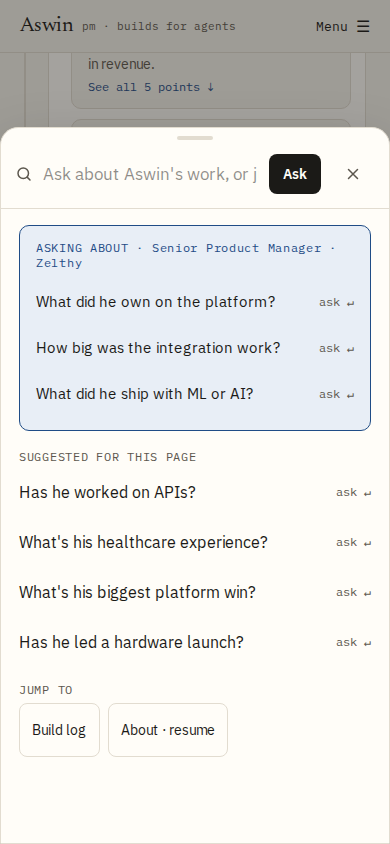 Aswin pm · builds for agents Menu ☰
in revenue.
See all 5 points ↓
Ask about Aswin's work, or j Ask ×
ASKING ABOUT · Senior Product Manager ·
Zelthy
What did he own on the platform? ask ↵
How big was the integration work? ask ↵
What did he ship with ML or AI? ask ↵
SUGGESTED FOR THIS PAGE
Has he worked on APIs? ask ↵
What's his healthcare experience? ask ↵
What's his biggest platform win? ask ↵
Has he led a hardware launch? ask ↵
JUMP TO
Build log About · resume